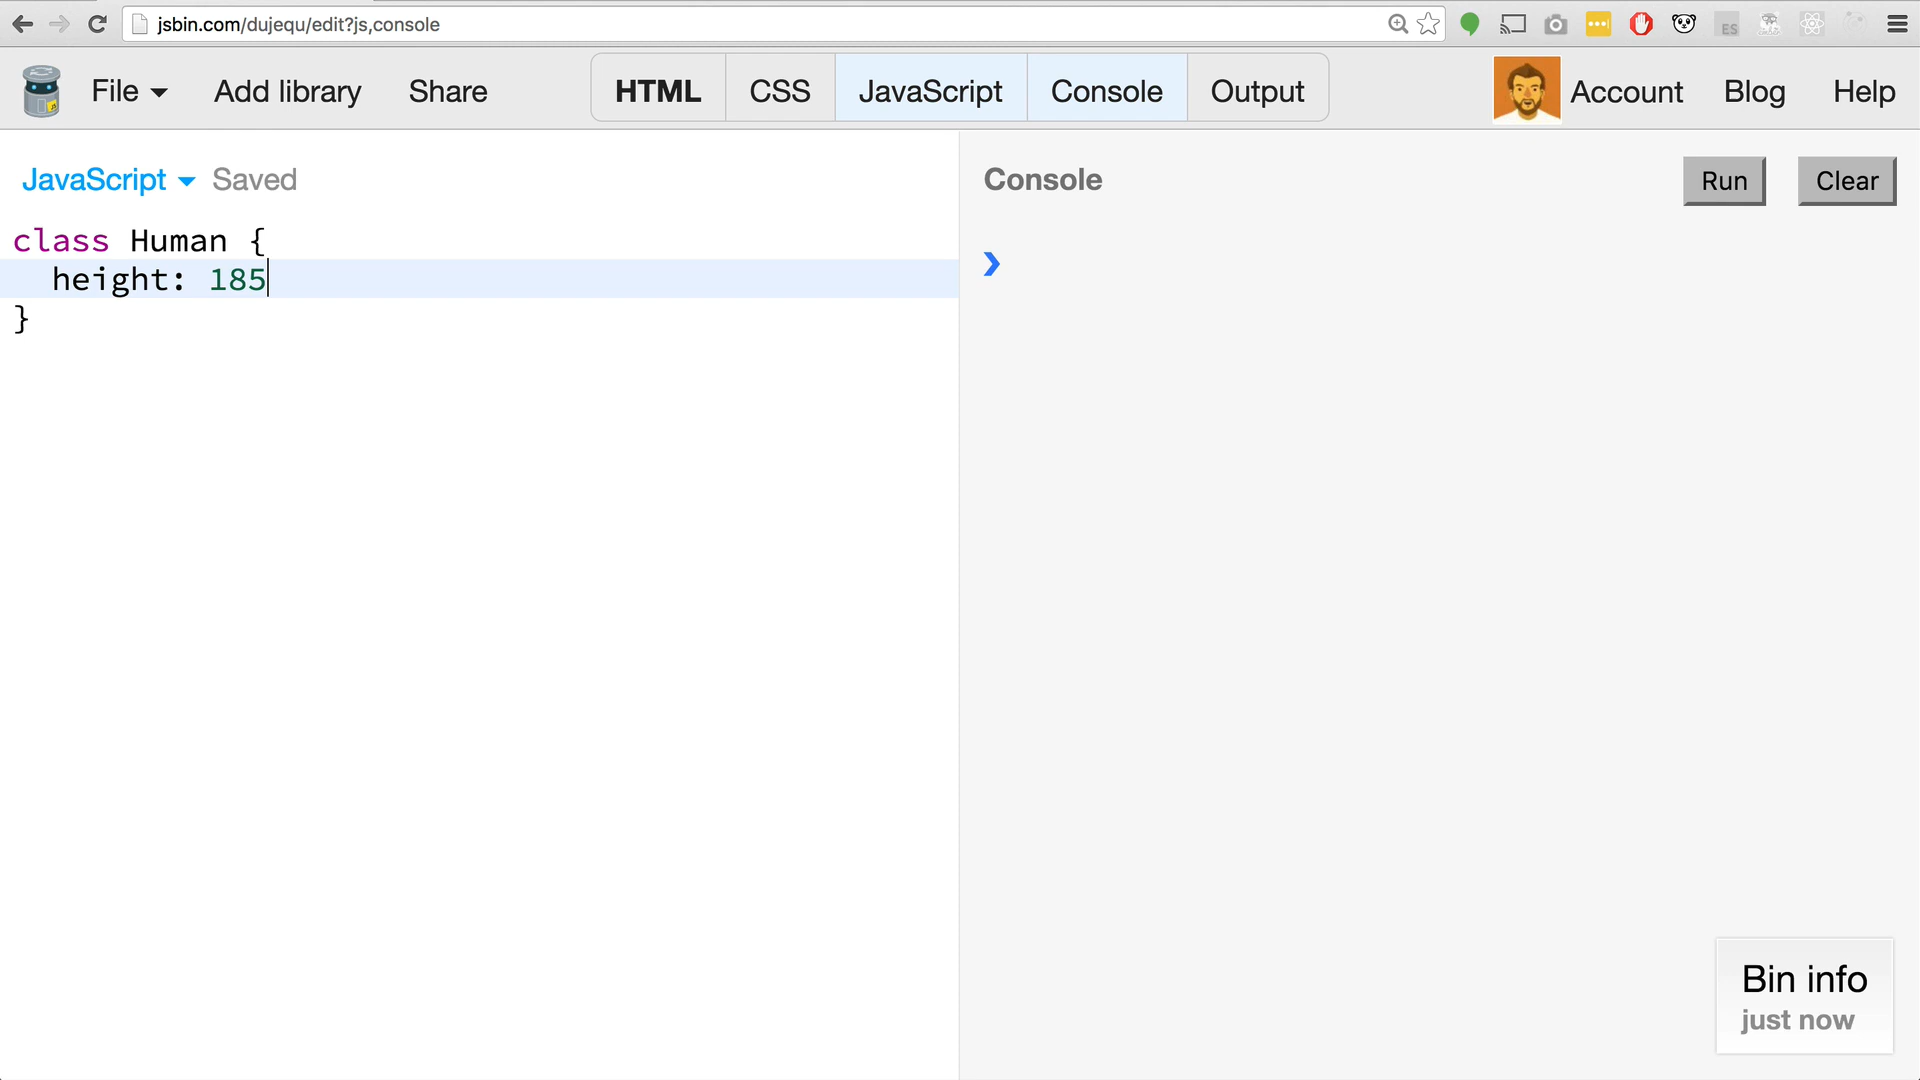 jsbin.com/dujequ/edit?js,console
ES
File
Add library
Share
HTML
CSS
JavaScript
Console
Output
Account
Blog
Help
JavaScript
Saved
Console
Run
Clear
class Human {
height: 185
}
❯
Bin info
just now